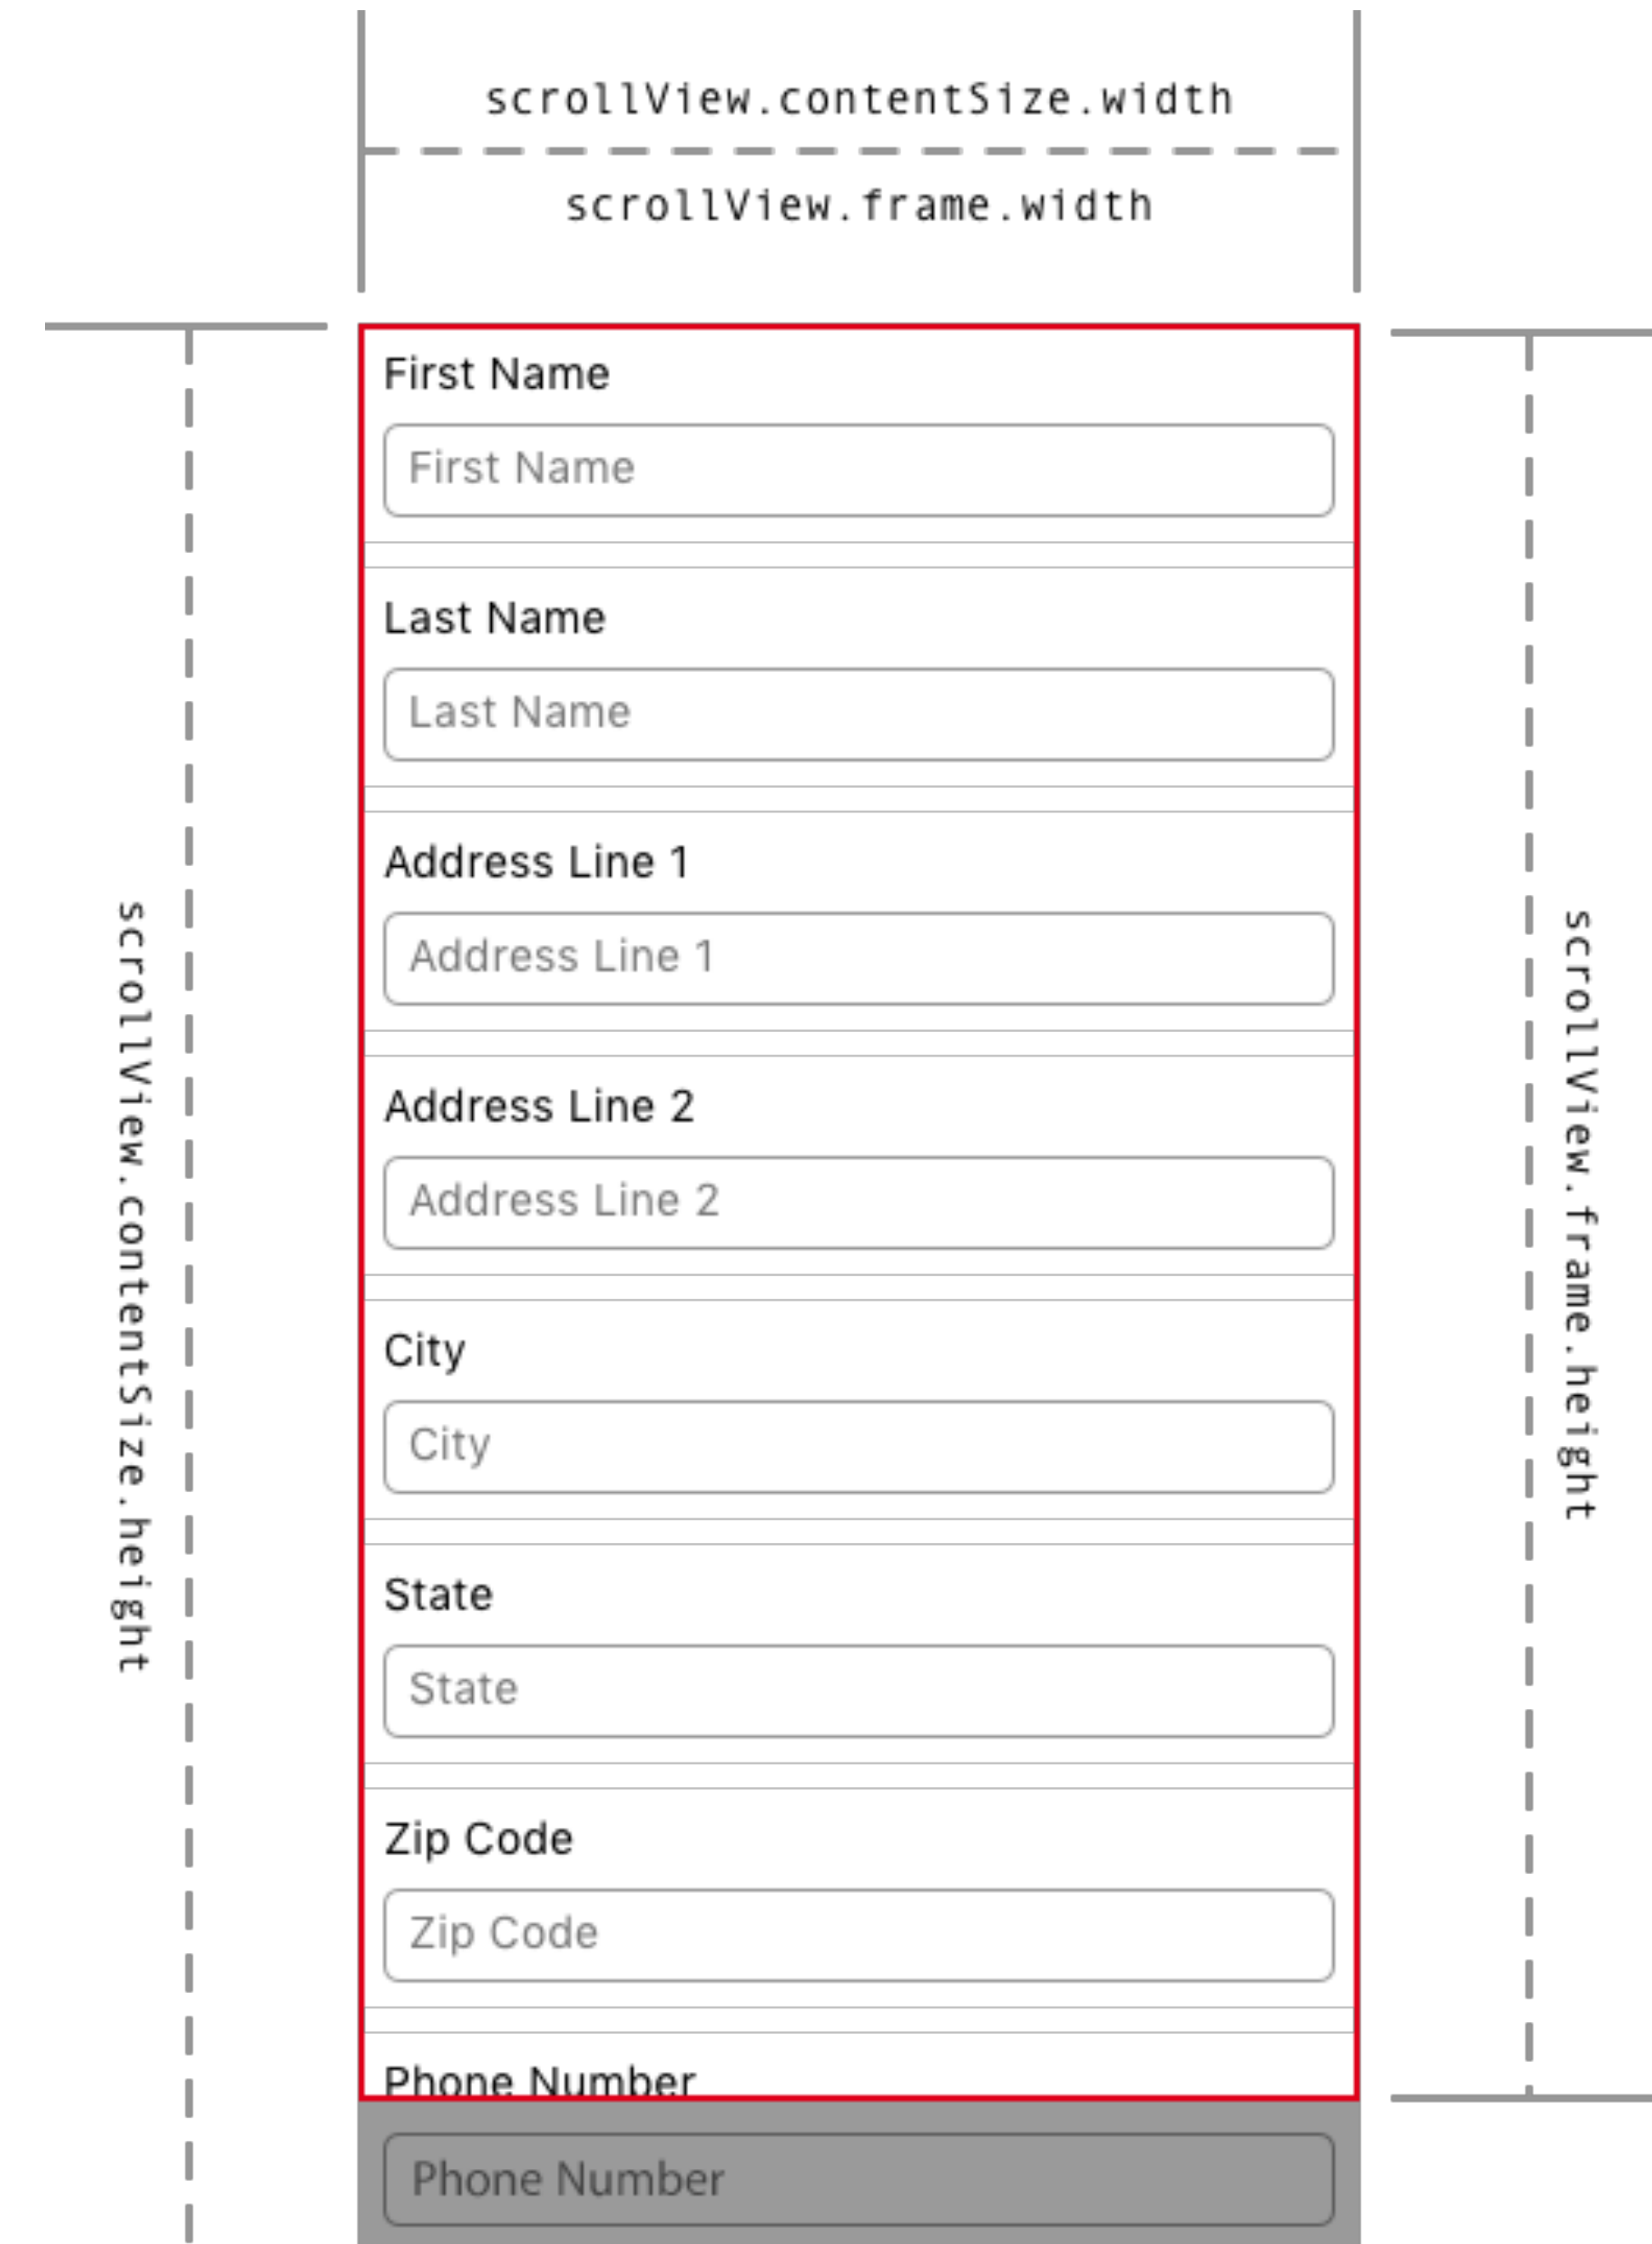 scrollView.contentSize.width
scrollView.frame.width
First Name
First Name
Last Name
Last Name
Address Line 1
Address Line 1
Address Line 2
Address Line 2
City
City
State
State
Zip Code
Zip Code
Phone Number
Phone Number
scrollView.contentSize.height
scrollView.frame.height